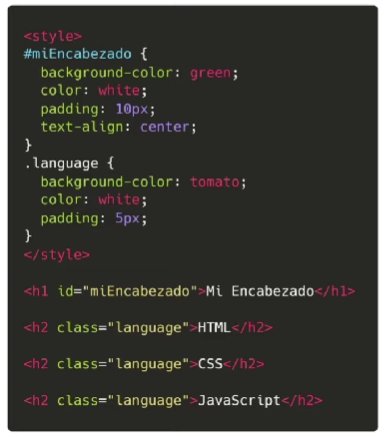 <style>
#miEncabezado {
  background-color: green;
  color: white;
  padding: 10px;
  text-align: center;
}
.language {
  background-color: tomato;
  color: white;
  padding: 5px;
}
</style>
<h1 id="miEncabezado">Mi Encabezado</h1>
<h2 class="language">HTML</h2>
<h2 class="language">CSS</h2>
<h2 class="language">JavaScript</h2>